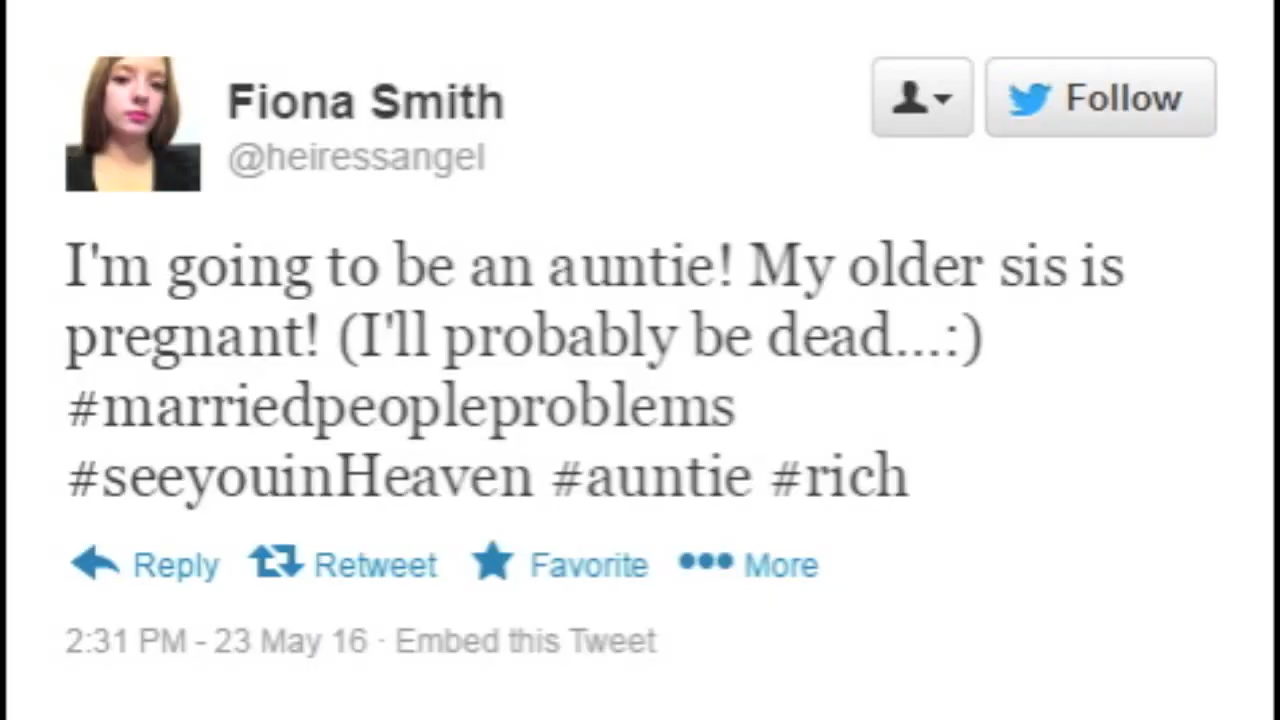 Fiona Smith
@heiressangel
Follow
I'm going to be an auntie! My older sis is
pregnant! (I'll probably be dead...:)
#marriedpeopleproblems
#seeyouinHeaven #auntie #rich
Reply Retweet Favorite More
2:31 PM - 23 May 16 · Embed this Tweet